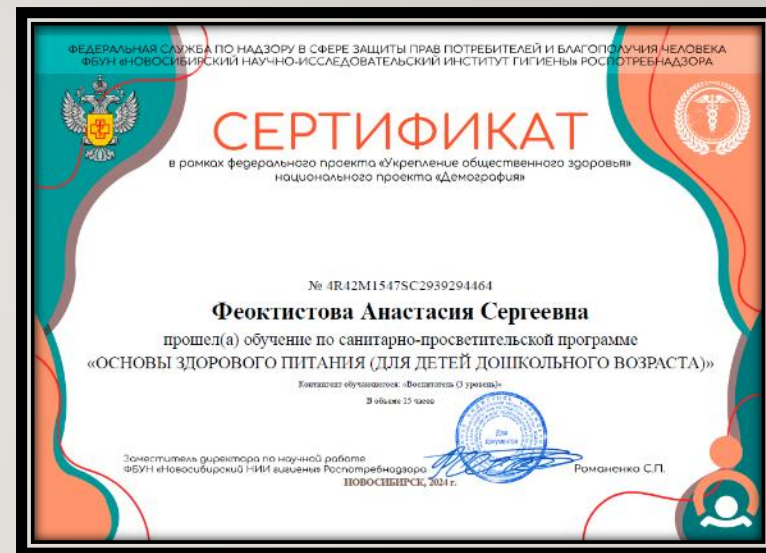 ФЕДЕРАЛЬНАЯ СЛУЖБА ПО НАДЗОРУ В СФЕРЕ ЗАЩИТЫ ПРАВ ПОТРЕБИТЕЛЕЙ И БЛАГОПОЛУЧИЯ ЧЕЛОВЕКА
ФБУН «НОВОСИБИРСКИЙ НАУЧНО-ИССЛЕДОВАТЕЛЬСКИЙ ИНСТИТУТ ГИГИЕНЫ» РОСПОТРЕБНАДЗОРА
СЕРТИФИКАТ
в рамках федерального проекта «Укрепление общественного здоровья»
национального проекта «Демография»
№ 4R42M1547SC2939294464
Феоктистова Анастасия Сергеевна
прошел(а) обучение по санитарно-просветительской программе
«ОСНОВЫ ЗДОРОВОГО ПИТАНИЯ (ДЛЯ ДЕТЕЙ ДОШКОЛЬНОГО ВОЗРАСТА)»
Контингент обучающегося: «Воспитатель (3 уровень)»
В объеме 15 часов
Для
документов
Заместитель директора по научной работе
ФБУН «Новосибирский НИИ гигиены» Роспотребнадзора
Романенко С.П.
НОВОСИБИРСК, 2024 г.